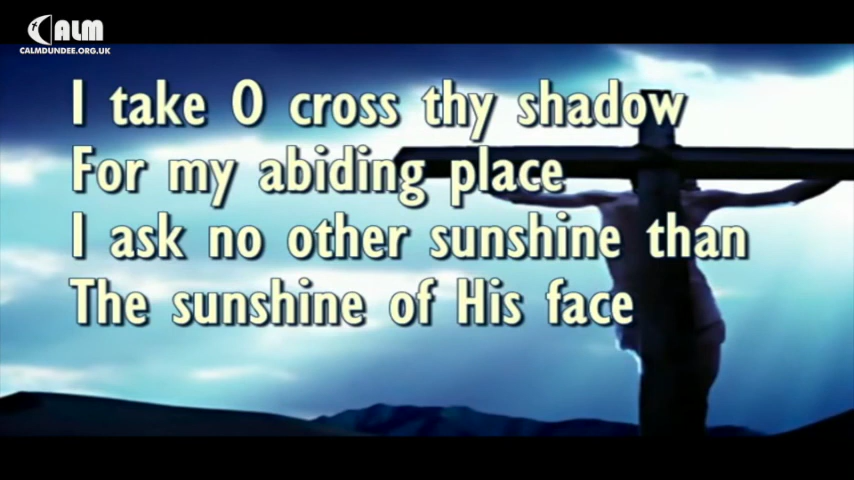 CALM
CALMDUNDEE.ORG.UK
I take O cross thy shadow
For my abiding place
I ask no other sunshine than
The sunshine of His face